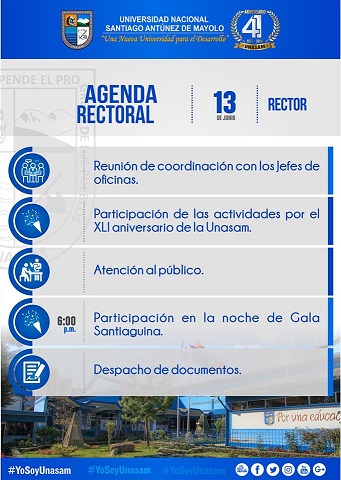 UNIVERSIDAD NACIONAL
SANTIAGO ANTÚNEZ DE MAYOLO
"Una Nueva Universidad para el Desarrollo"
41
UNASAM
PENDE EL PRO
AGENDA
RECTORAL
13
DE JUNIO
RECTOR
Reunión de coordinación con los Jefes de
oficinas.
Participación de las actividades por el
XLI aniversario de la Unasam.
Atención al público.
6:00
p.m.
Participación en la noche de Gala
Santiaguina.
Despacho de documentos.
Por una educac
#YoSoyUnasam
#YoSoyUnasam
#YoSoyUnasam